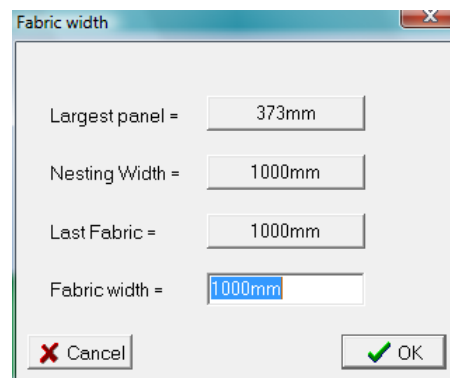 Fabric width
Largest panel = 373mm
Nesting Width = 1000mm
Last Fabric = 1000mm
Fabric width = 1000mm
Cancel OK